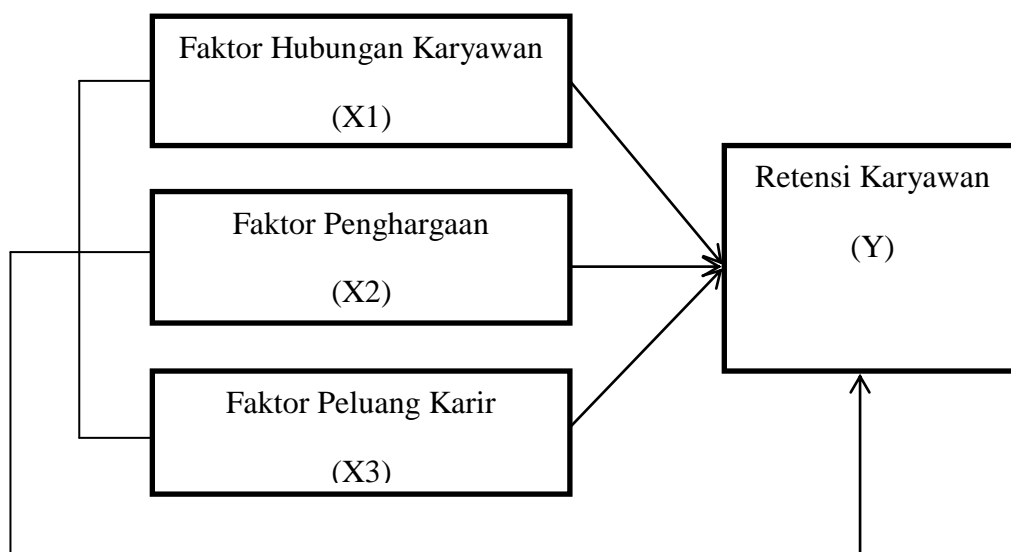 Faktor Hubungan Karyawan
(X1)
Faktor Penghargaan
(X2)
Faktor Peluang Karir
(X3)
Retensi Karyawan
(Y)